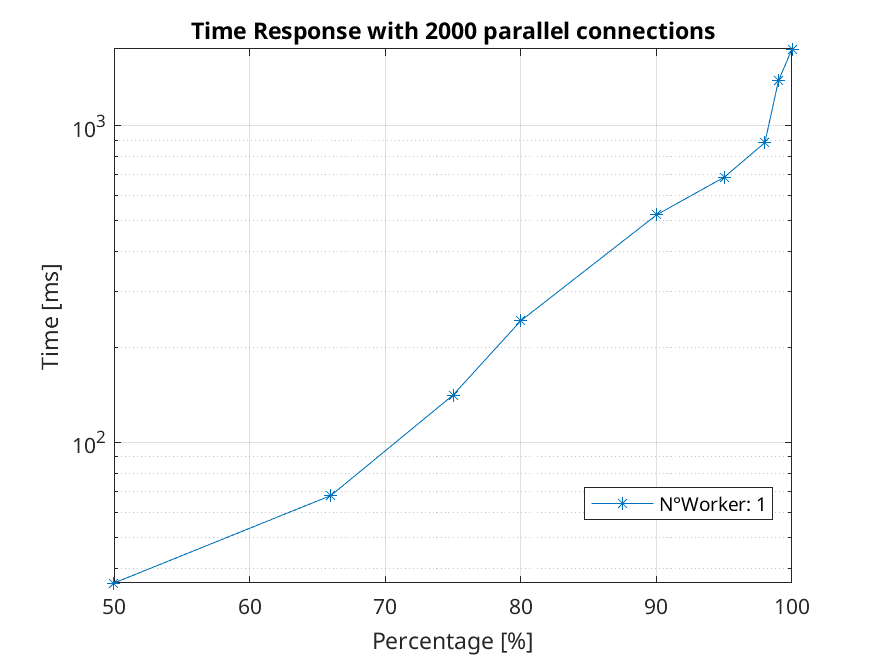 Time Response with 2000 parallel connections
10^3
10^2
Time [ms]
N°Worker: 1
50 60 70 80 90 100
Percentage [%]